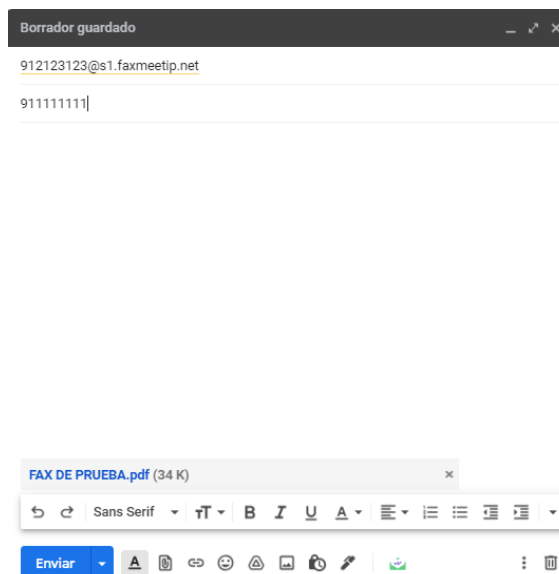 Borrador guardado
912123123@s1.faxmeetip.net
911111111
FAX DE PRUEBA.pdf (34 K)
Sans Serif
Enviar